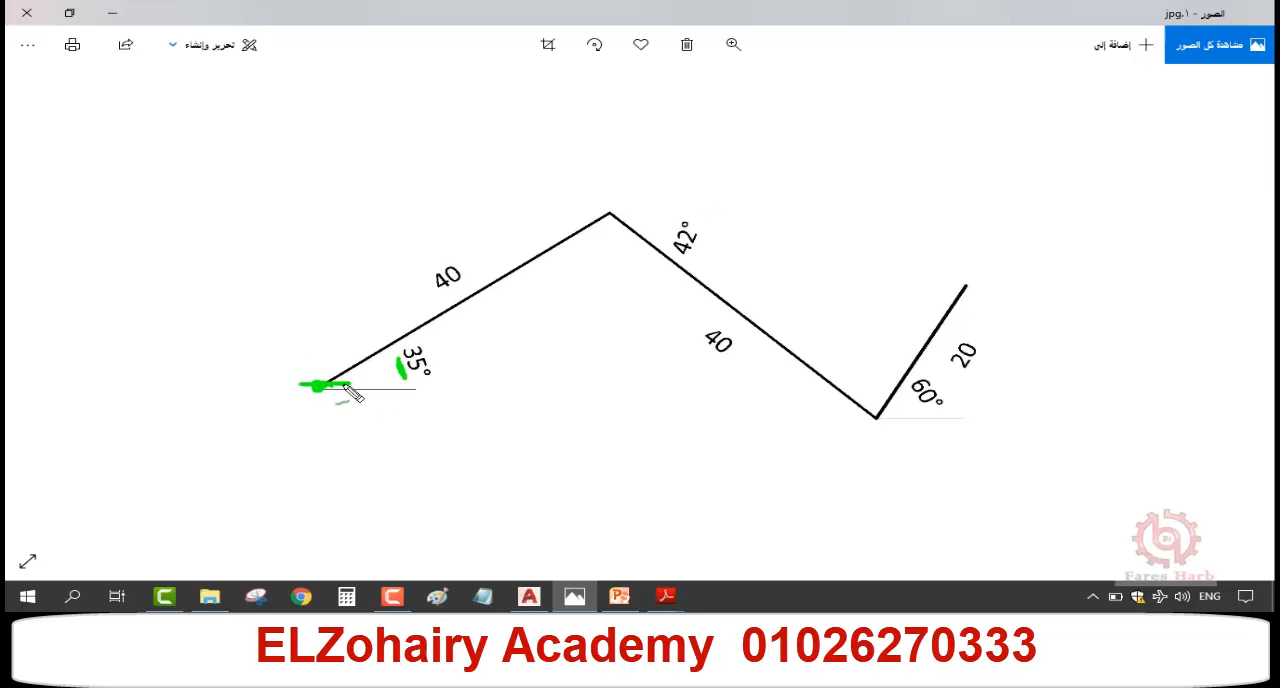 الصور - ١.jpg
مشاهدة كل الصور
إضافة إلى
تحرير وإنشاء
42°
40
35°
40
20
60°
Fares Harb
ENG
ELZohairy Academy 01026270333